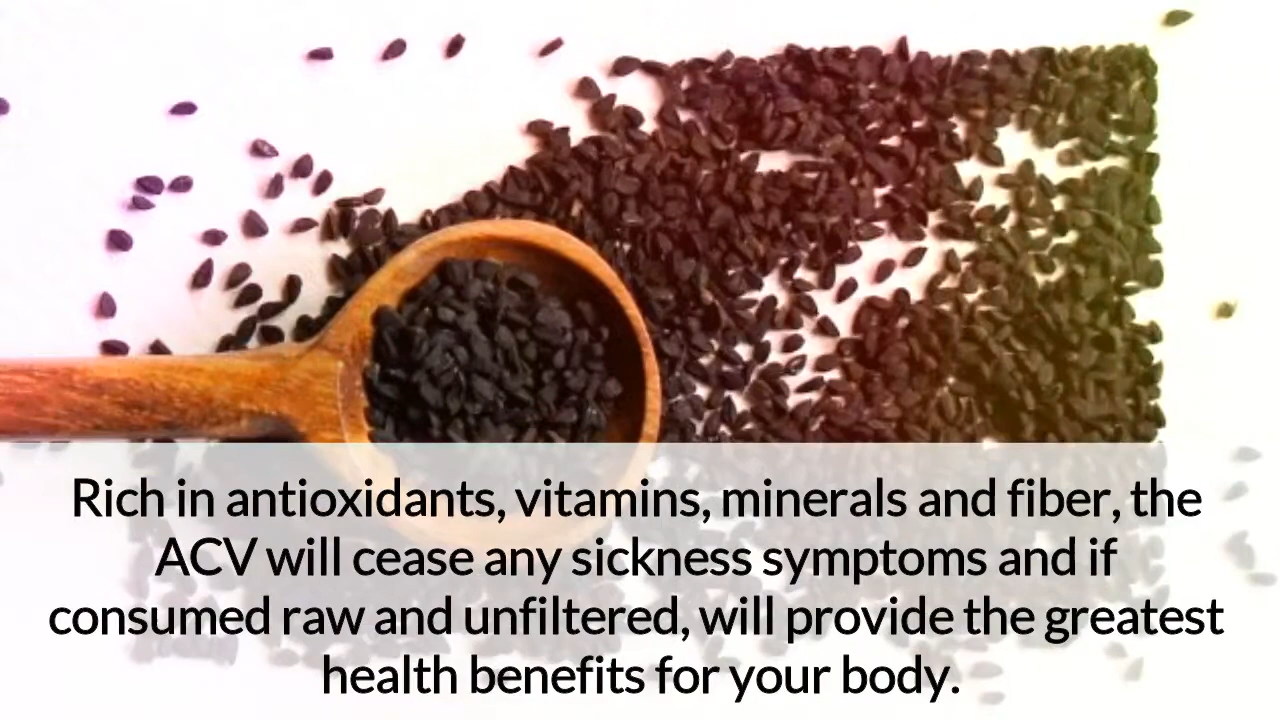 Rich in antioxidants, vitamins, minerals and fiber, the
ACV will cease any sickness symptoms and if
consumed raw and unfiltered, will provide the greatest
health benefits for your body.